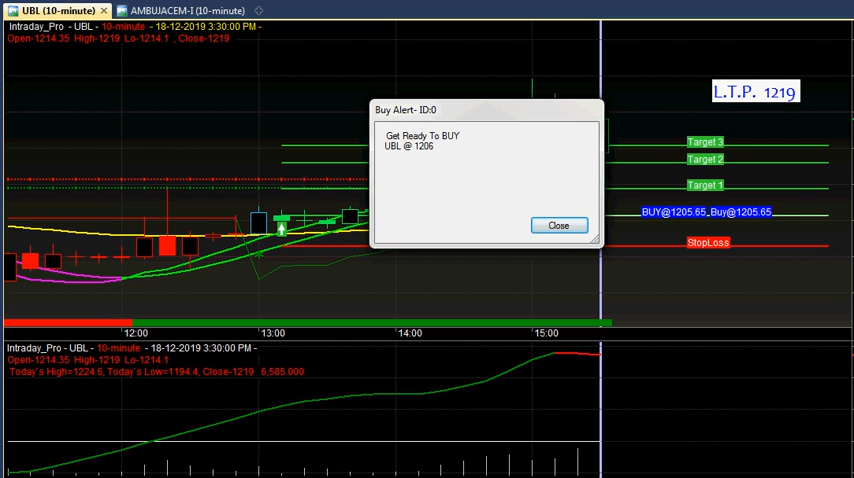 UBL (10-minute) AMBUJACEM-I (10-minute)
Intraday_Pro - UBL - 10-minute - 18-12-2019 3:30:00 PM -
Open-1214.35 High-1219 Lo-1214.1 , Close-1219
L.T.P. 1219
Buy Alert- ID:0
Get Ready To BUY
UBL @ 1206
Close
Target 3
Target 2
Target 1
BUY@1205.65 - Buy@1205.65
StopLoss
12:00 13:00 14:00 15:00
Intraday_Pro - UBL - 10-minute - 18-12-2019 3:30:00 PM -
Open-1214.35 High-1219 Lo-1214.1
Today's High=1224.6, Today's Low=1194.4, Close-1219 6,585.000